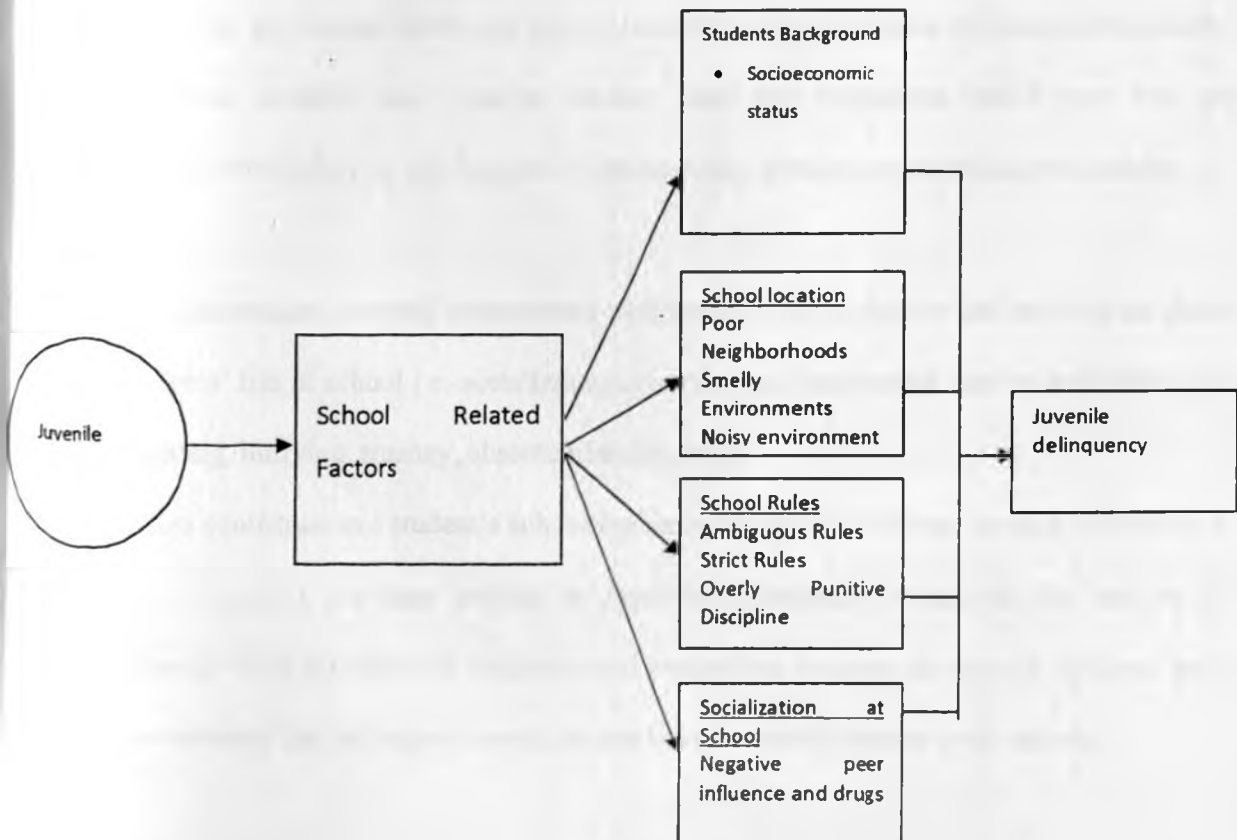 Students Background
• Socioeconomic
status
School location
Poor
Neighborhoods
Smelly
Environments
Noisy environment
Juvenile
School Related
Factors
Juvenile
delinquency
School Rules
Ambiguous Rules
Strict Rules
Overly Punitive
Discipline
Socialization at
School
Negative peer
influence and drugs